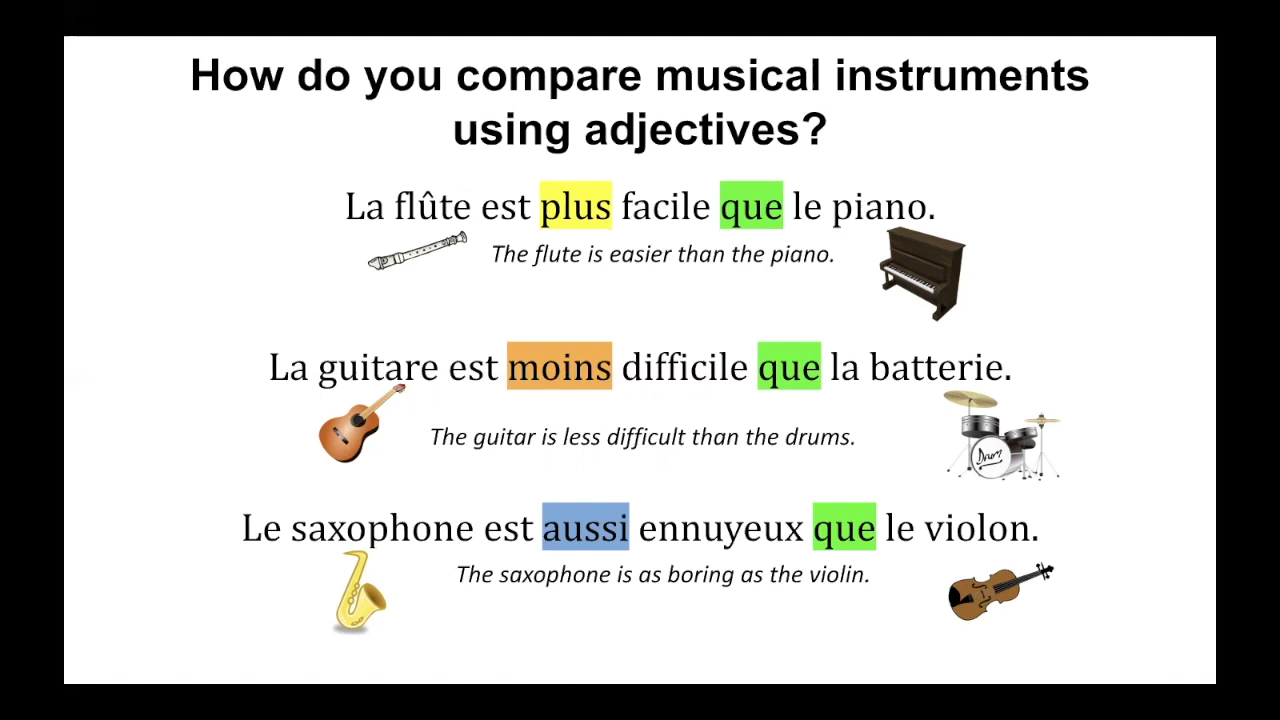 How do you compare musical instruments
using adjectives?
La flûte est plus facile que le piano.
The flute is easier than the piano.
La guitare est moins difficile que la batterie.
The guitar is less difficult than the drums.
Drum
Le saxophone est aussi ennuyeux que le violon.
The saxophone is as boring as the violin.